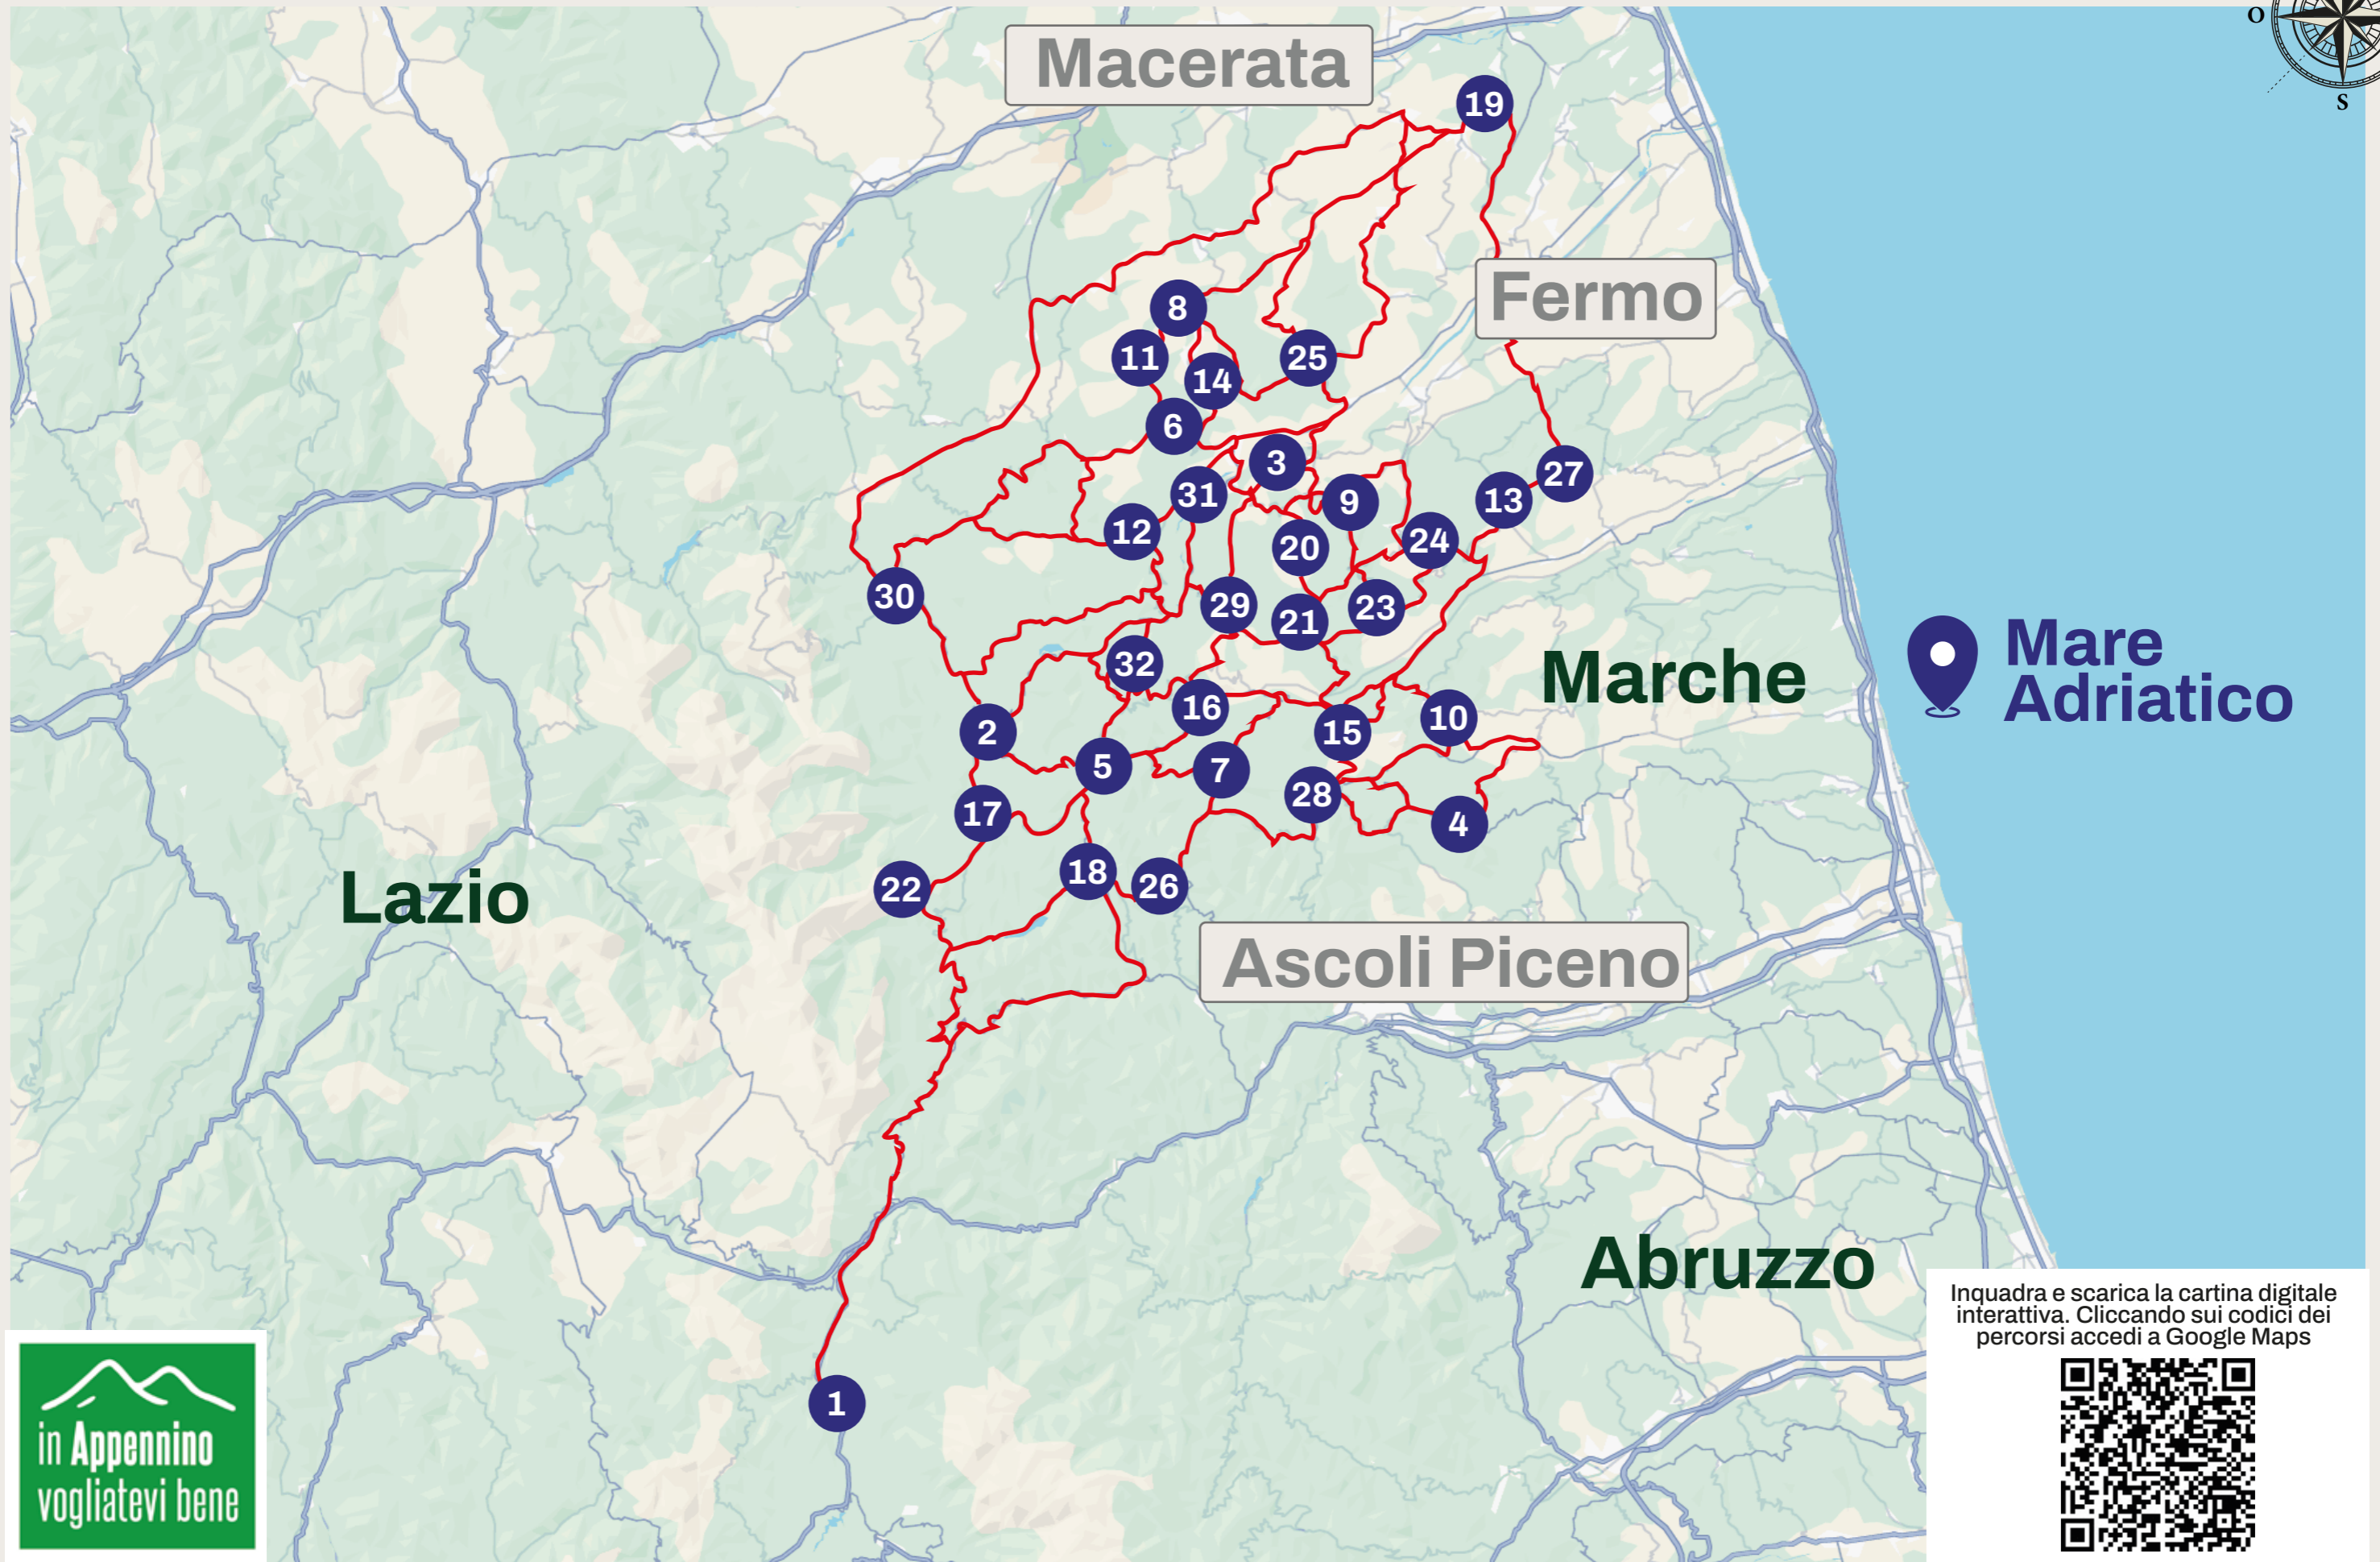 O
S
Macerata
19
Fermo
8
11
25
14
6
3
31
27
9
13
12
24
20
30
29
23
21
32
Marche
Mare
Adriatico
16
10
2
15
5
7
28
17
4
18
26
22
Lazio
Ascoli Piceno
Abruzzo
1
Inquadra e scarica la cartina digitale
interattiva. Cliccando sui codici dei
percorsi accedi a Google Maps
in Appennino
vogliatevi bene